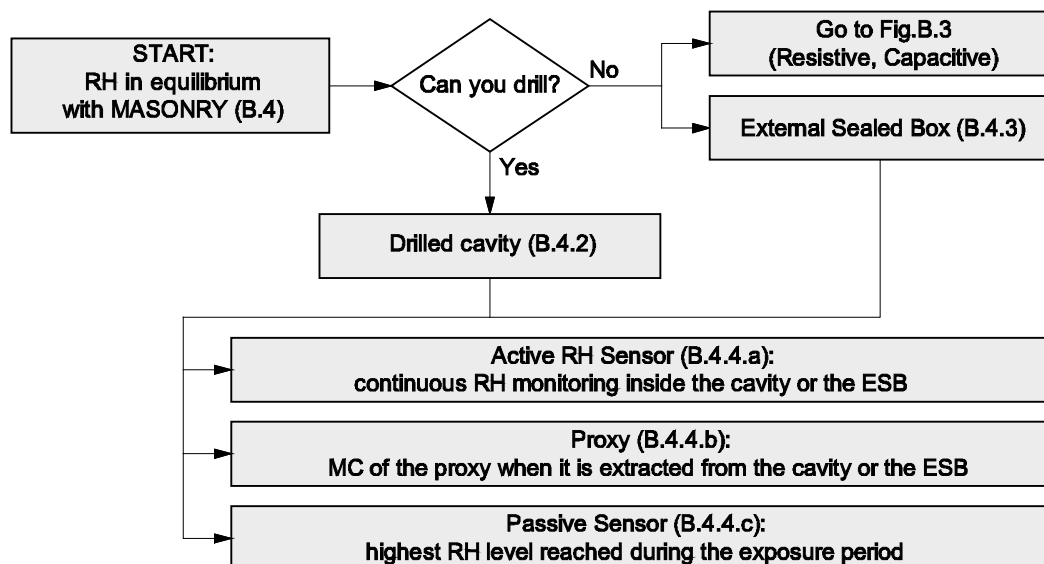 START:
RH in equilibrium
with MASONRY (B.4)
Can you drill?
No
Go to Fig.B.3
(Resistive, Capacitive)
External Sealed Box (B.4.3)
Yes
Drilled cavity (B.4.2)
Active RH Sensor (B.4.4.a):
continuous RH monitoring inside the cavity or the ESB
Proxy (B.4.4.b):
MC of the proxy when it is extracted from the cavity or the ESB
Passive Sensor (B.4.4.c):
highest RH level reached during the exposure period